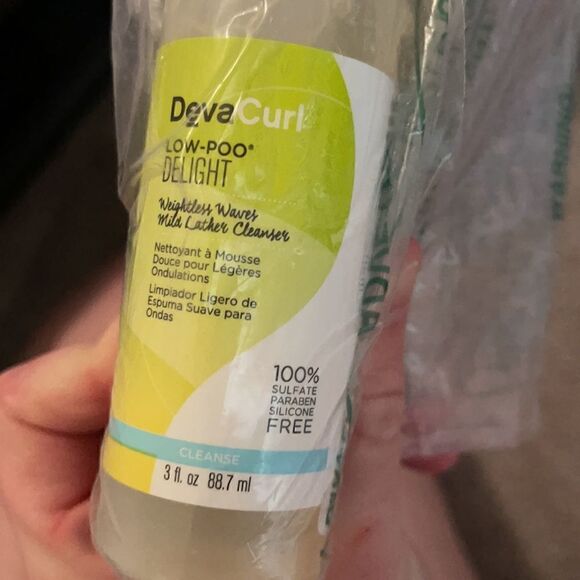 DevaCurl
LOW-POO®
DELIGHT
Weightless Waves
Mild Lather Cleanser
Nettoyant à Mousse
Douce pour Légères
Ondulations
Limpiador Ligero de
Espuma Suave para
Ondas
100%
SULFATE
PARABEN
SILICONE
FREE
CLEANSE
3 fl. oz 88.7 ml